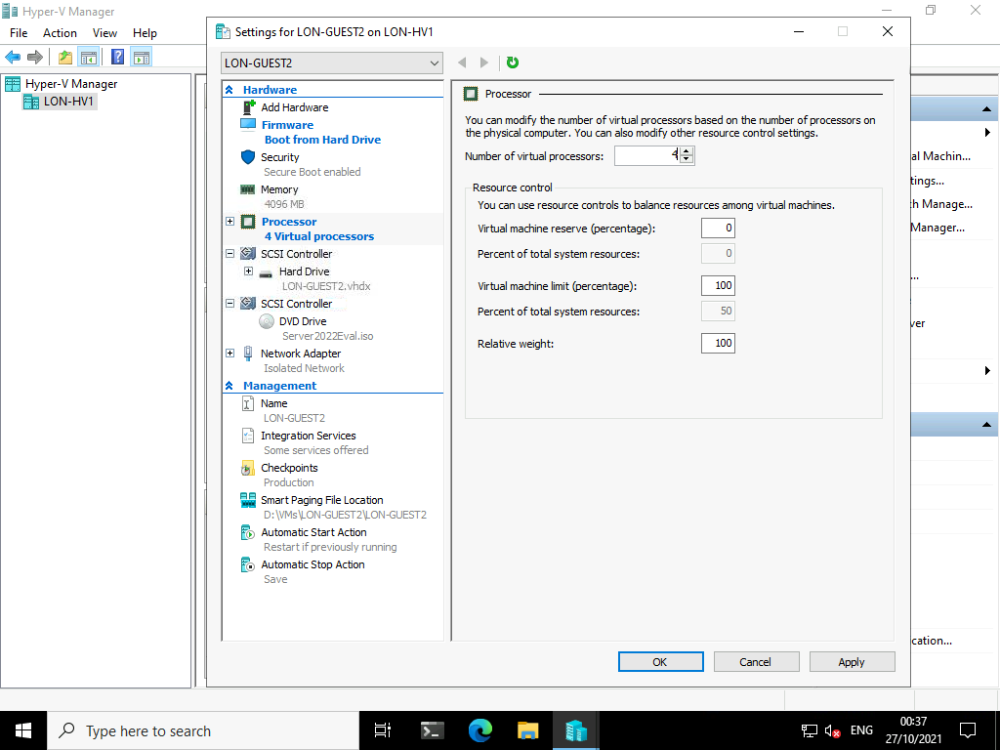 Hyper-V Manager
File Action View Help
Hyper-V Manager
LON-HV1
Settings for LON-GUEST2 on LON-HV1
LON-GUEST2
Hardware
Add Hardware
Firmware
Boot from Hard Drive
Security
Secure Boot enabled
Memory
4096 MB
Processor
4 Virtual processors
SCSI Controller
Hard Drive
LON-GUEST2.vhdx
SCSI Controller
DVD Drive
Server2022Eval.iso
Network Adapter
Isolated Network
Management
Name
LON-GUEST2
Integration Services
Some services offered
Checkpoints
Production
Smart Paging File Location
D:\VMs\LON-GUEST2\LON-GUEST2
Automatic Start Action
Restart if previously running
Automatic Stop Action
Save
Processor
You can modify the number of virtual processors based on the number of processors on
the physical computer. You can also modify other resource control settings.
Number of virtual processors: 4
Resource control
You can use resource controls to balance resources among virtual machines.
Virtual machine reserve (percentage): 0
Percent of total system resources: 0
Virtual machine limit (percentage): 100
Percent of total system resources: 50
Relative weight: 100
OK Cancel Apply
al Machin...
tings...
h Manage...
Manager...
...
ver
cation...
Type here to search
ENG
00:37
27/10/2021